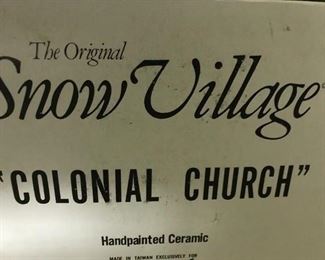 The Original
Snow Village
"COLONIAL CHURCH"
Handpainted Ceramic
MADE IN TAIWAN EXCLUSIVELY FOR